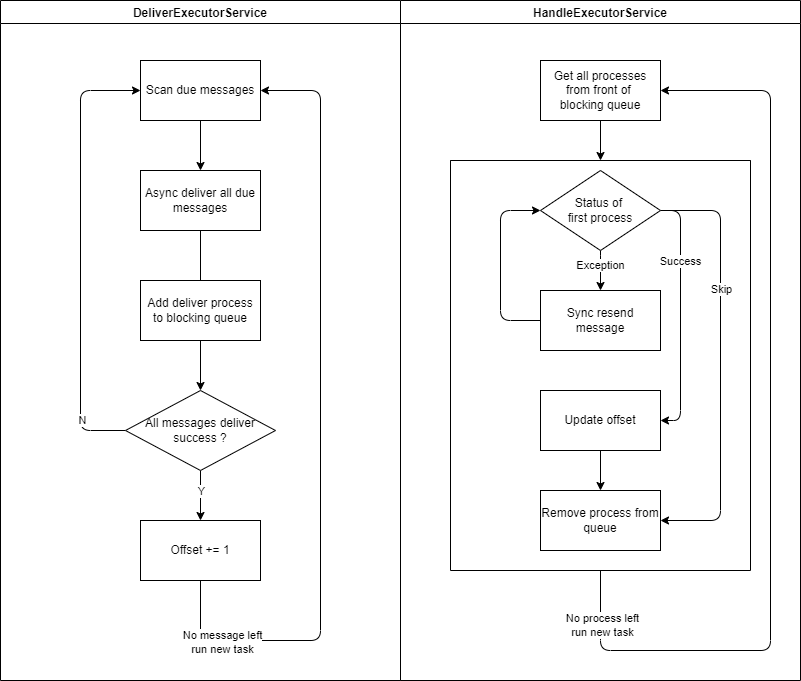 DeliverExecutorService
HandleExecutorService
Scan due messages
Async deliver all due
messages
Add deliver process
to blocking queue
All messages deliver
success ?
N
Y
Offset += 1
No message left
run new task
Get all processes
from front of
blocking queue
Status of
first process
Exception
Success
Skip
Sync resend
message
Update offset
Remove process from
queue
No process left
run new task